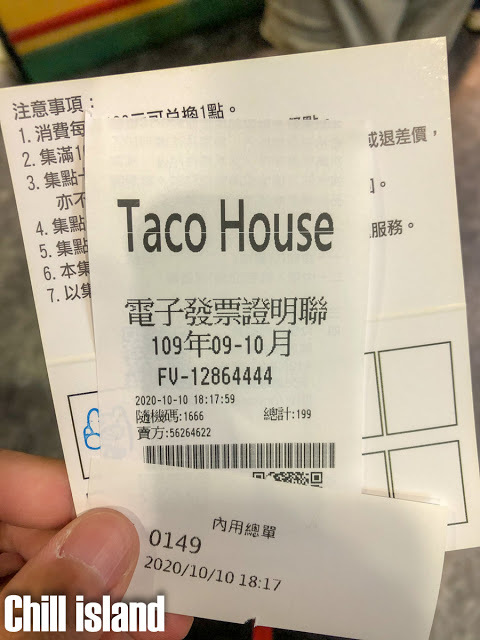 注意事項：
1. 消費每 元可兌換1點。
2. 集滿1 或退差價，
3. 集點
亦不
4. 集點 服務。
5. 集點
6. 本集
7. 以集
Taco House
電子發票證明聯
109年09-10月
FV-12864444
2020-10-10 18:17:59
隨機碼:1666 總計:199
賣方:56264622
內用總單
0149
2020/10/10 18:17
Chill island